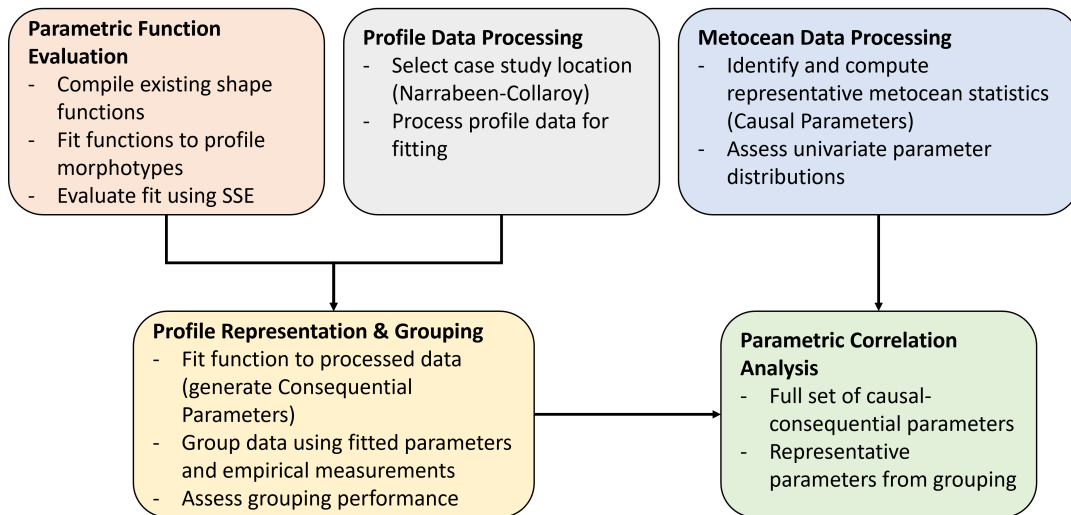 Parametric Function
Evaluation
- Compile existing shape
functions
- Fit functions to profile
morphotypes
- Evaluate fit using SSE
Profile Data Processing
- Select case study location
(Narrabeen-Collaroy)
- Process profile data for
fitting
Metocean Data Processing
- Identify and compute
representative metocean statistics
(Causal Parameters)
- Assess univariate parameter
distributions
Profile Representation & Grouping
- Fit function to processed data
(generate Consequential
Parameters)
- Group data using fitted parameters
and empirical measurements
- Assess grouping performance
Parametric Correlation
Analysis
- Full set of causal-
consequential parameters
- Representative
parameters from grouping